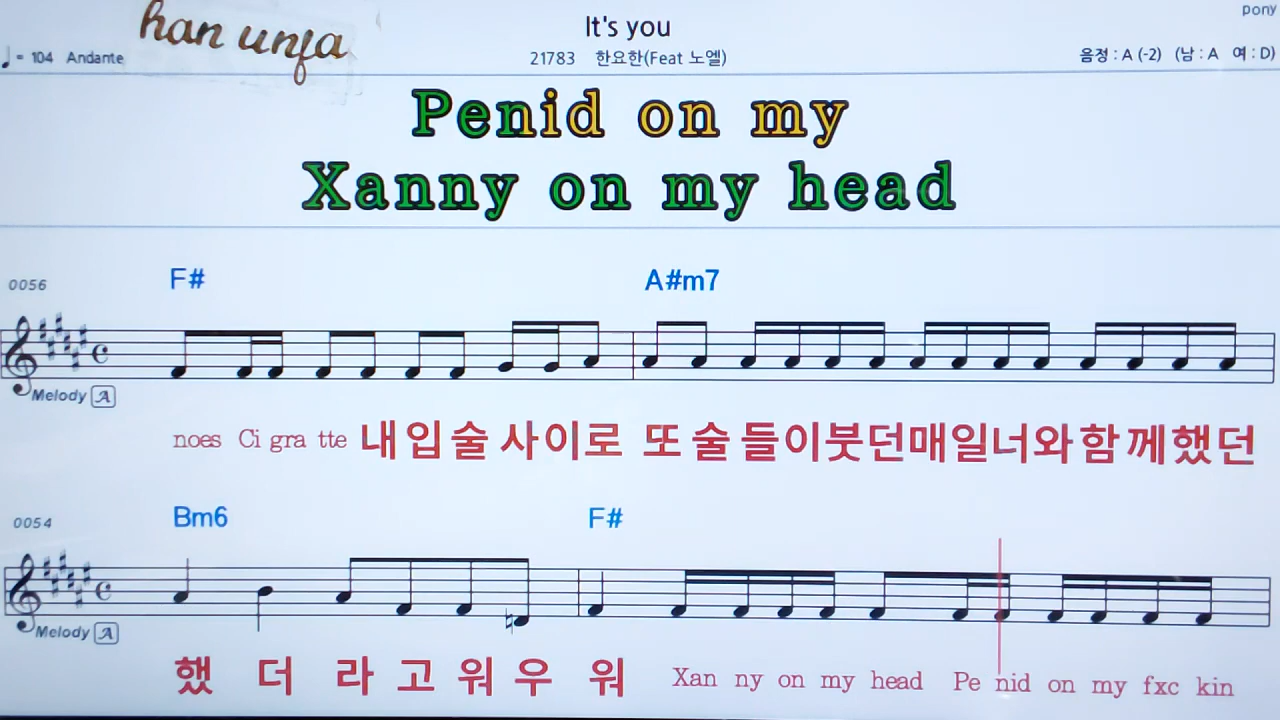 han unfa
It's you
pony
♩ = 104 Andante
21783 한요한(Feat 노엘)
음정 : A (-2) (남 : A 여 : D)
Penid on my
Xanny on my head
0056
F# A#m7
Melody A
noes Ci gra tte 내 입 술 사 이 로 또 술 들 이 붓 던 매 일 너 와 함 께 했 던
0054
Bm6 F#
Melody A
했 더 라 고 워 우 워 Xan ny on my head Pe nid on my fxc kin